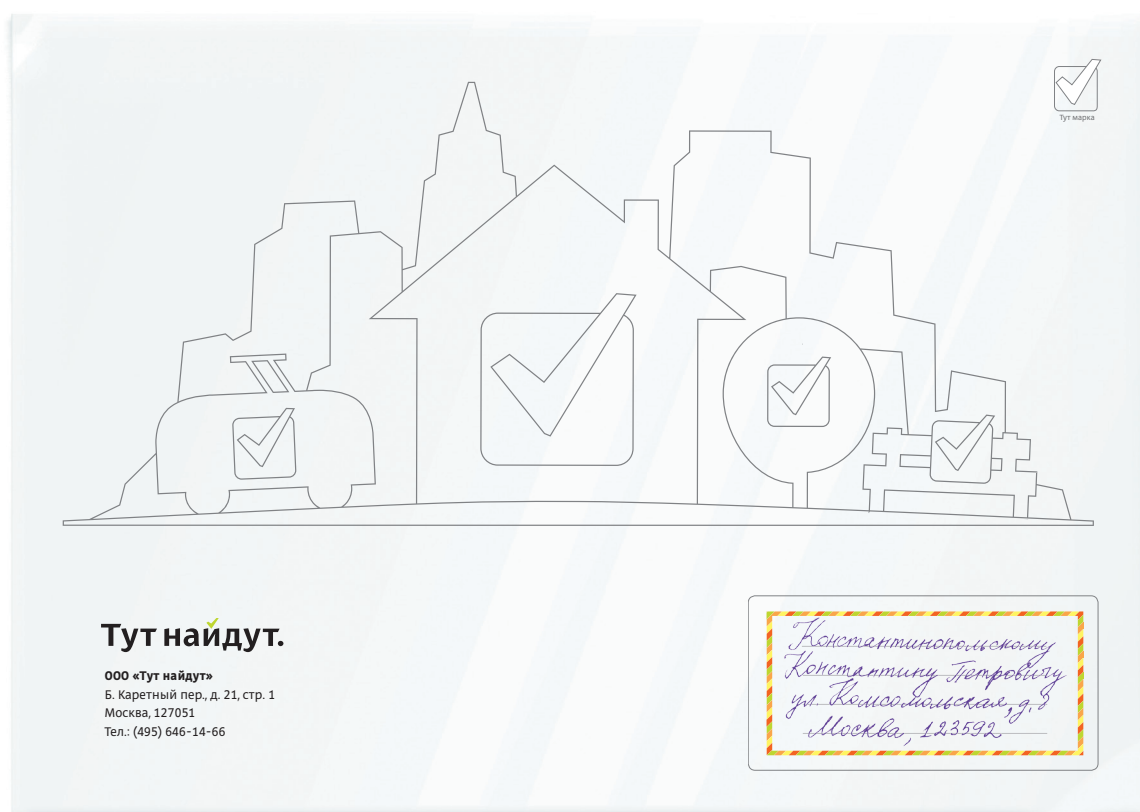 Тут марка
Тут найдут.
ООО «Тут найдут»
Б. Каретный пер., д. 21, стр. 1
Москва, 127051
Тел.: (495) 646-14-66
Константинопольскому
Константину Петровичу
ул. Комсомольская, д. 8
Москва, 123592